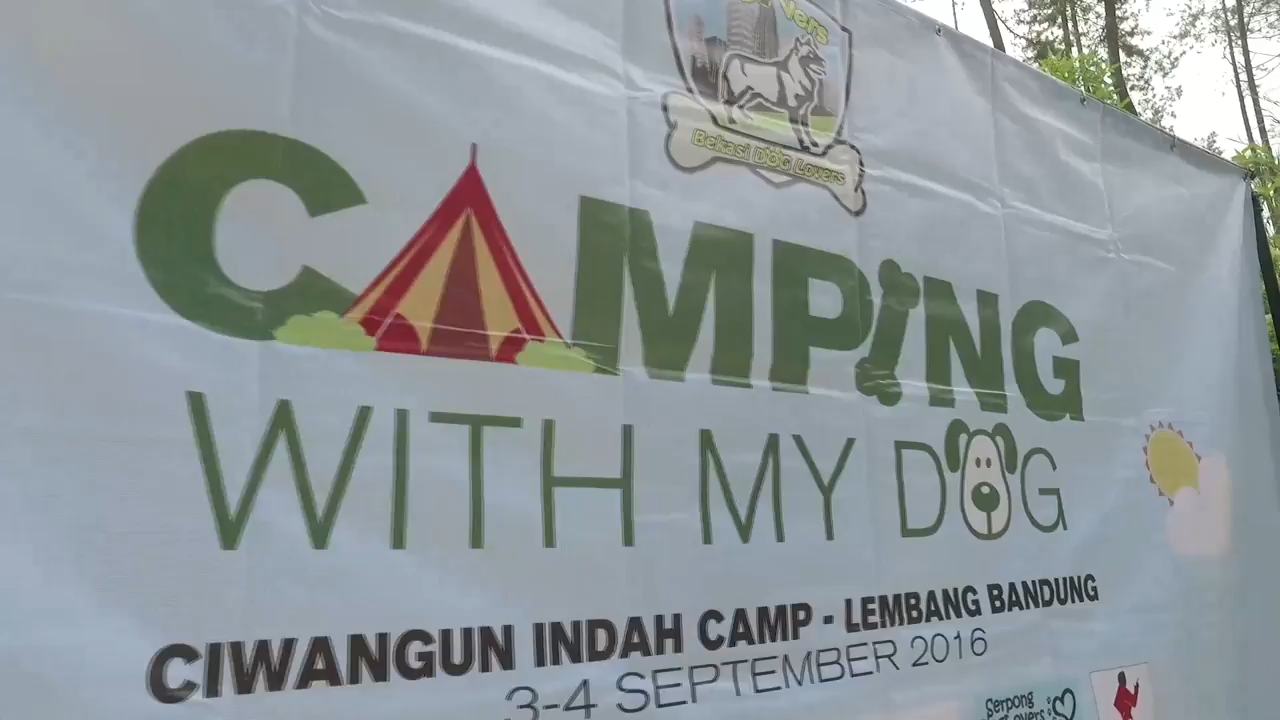 Bekasi DOG Lovers
CAMPING
WITH MY DOG
CIWANGUN INDAH CAMP - LEMBANG BANDUNG
3-4 SEPTEMBER 2016
Serpong